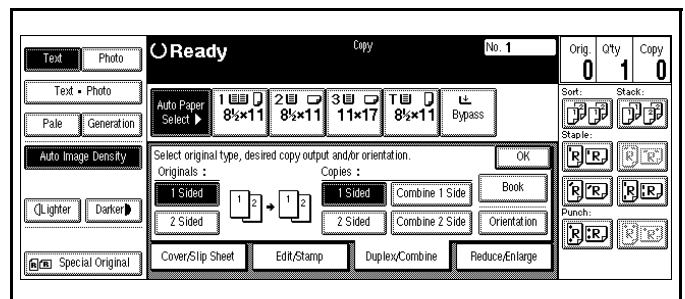 Text Photo
Text • Photo
Pale Generation
Auto Image Density
Lighter Darker
Special Original
Ready
Copy
No. 1
Auto Paper Select ▶
1 8½×11
2 8½×11
3 11×17
T 8½×11
Bypass
Select original type, desired copy output and/or orientation.
OK
Originals :
Copies :
1 Sided
1 2 → 1 2
1 Sided
Combine 1 Side
Book
2 Sided
2 Sided
Combine 2 Side
Orientation
Cover/Slip Sheet
Edit/Stamp
Duplex/Combine
Reduce/Enlarge
Orig. Q'ty Copy
0 1 0
Sort: Stack:
Staple:
R R R R
R R R R
Punch:
R R R R